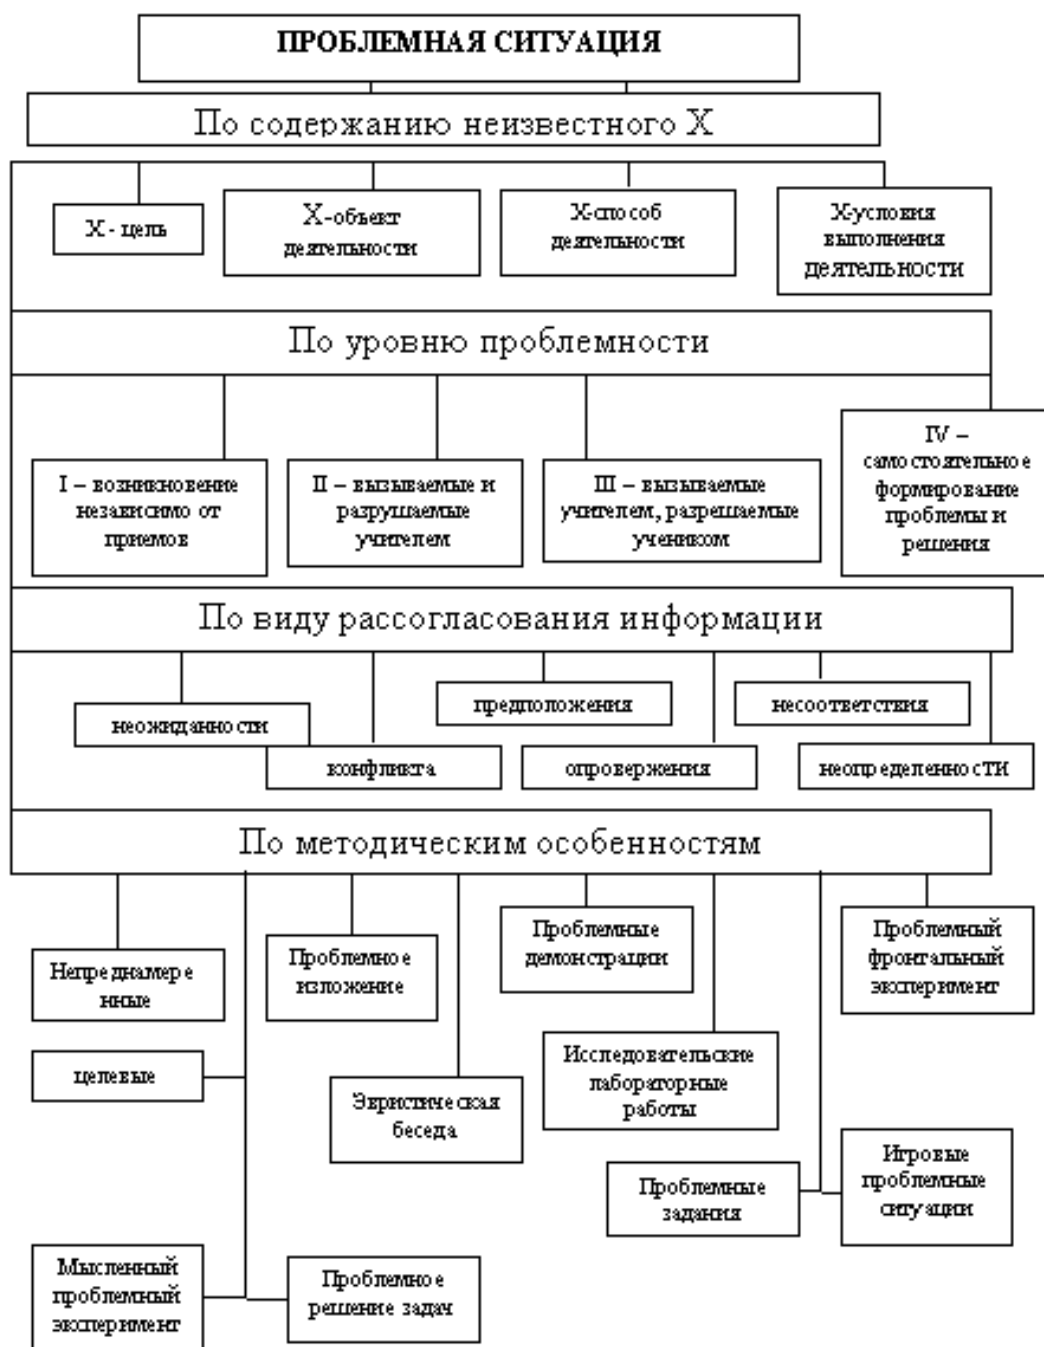 ПРОБЛЕМНАЯ СИТУАЦИЯ
По содержанию неизвестного X
X - цель
X-объект
деятельности
X-способ
деятельности
X-условия
выполнения
деятельности
По уровню проблемности
I – возникновение
независимо от
приемов
II – вызываемые и
разрушаемые
учителем
III – вызываемые
учителем, разрешаемые
учеником
IV –
самостоятельное
формирование
проблемы и
решения
По виду рассогласования информации
неожиданности
конфликта
предположения
опровержения
несоответствия
неопределенносТИ
По методическим особенностям
Непреднамере
нные
целевые
Мысленный
проблемный
эксперимент
Проблемное
решение задач
Проблемное
изложение
Эвристическая
беседа
Проблемные
демонстрации
Исследовательские
лабораторные
работы
Проблемные
задания
Игровые
проблемные
ситуации
Проблемный
фронтальный
эксперимент